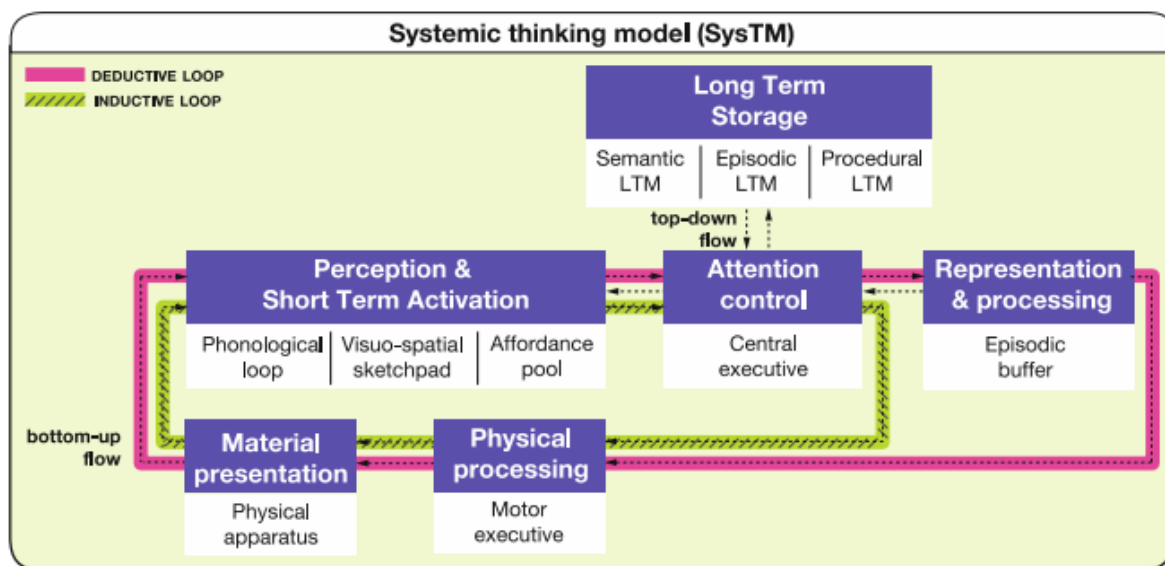 Systemic thinking model (SysTM)
DEDUCTIVE LOOP
INDUCTIVE LOOP
Long Term
Storage
Semantic
LTM
Episodic
LTM
Procedural
LTM
top-down
flow
Perception &
Short Term Activation
Phonological
loop
Visuo-spatial
sketchpad
Affordance
pool
Attention
control
Central
executive
Representation
& processing
Episodic
buffer
bottom-up
flow
Material
presentation
Physical
apparatus
Physical
processing
Motor
executive